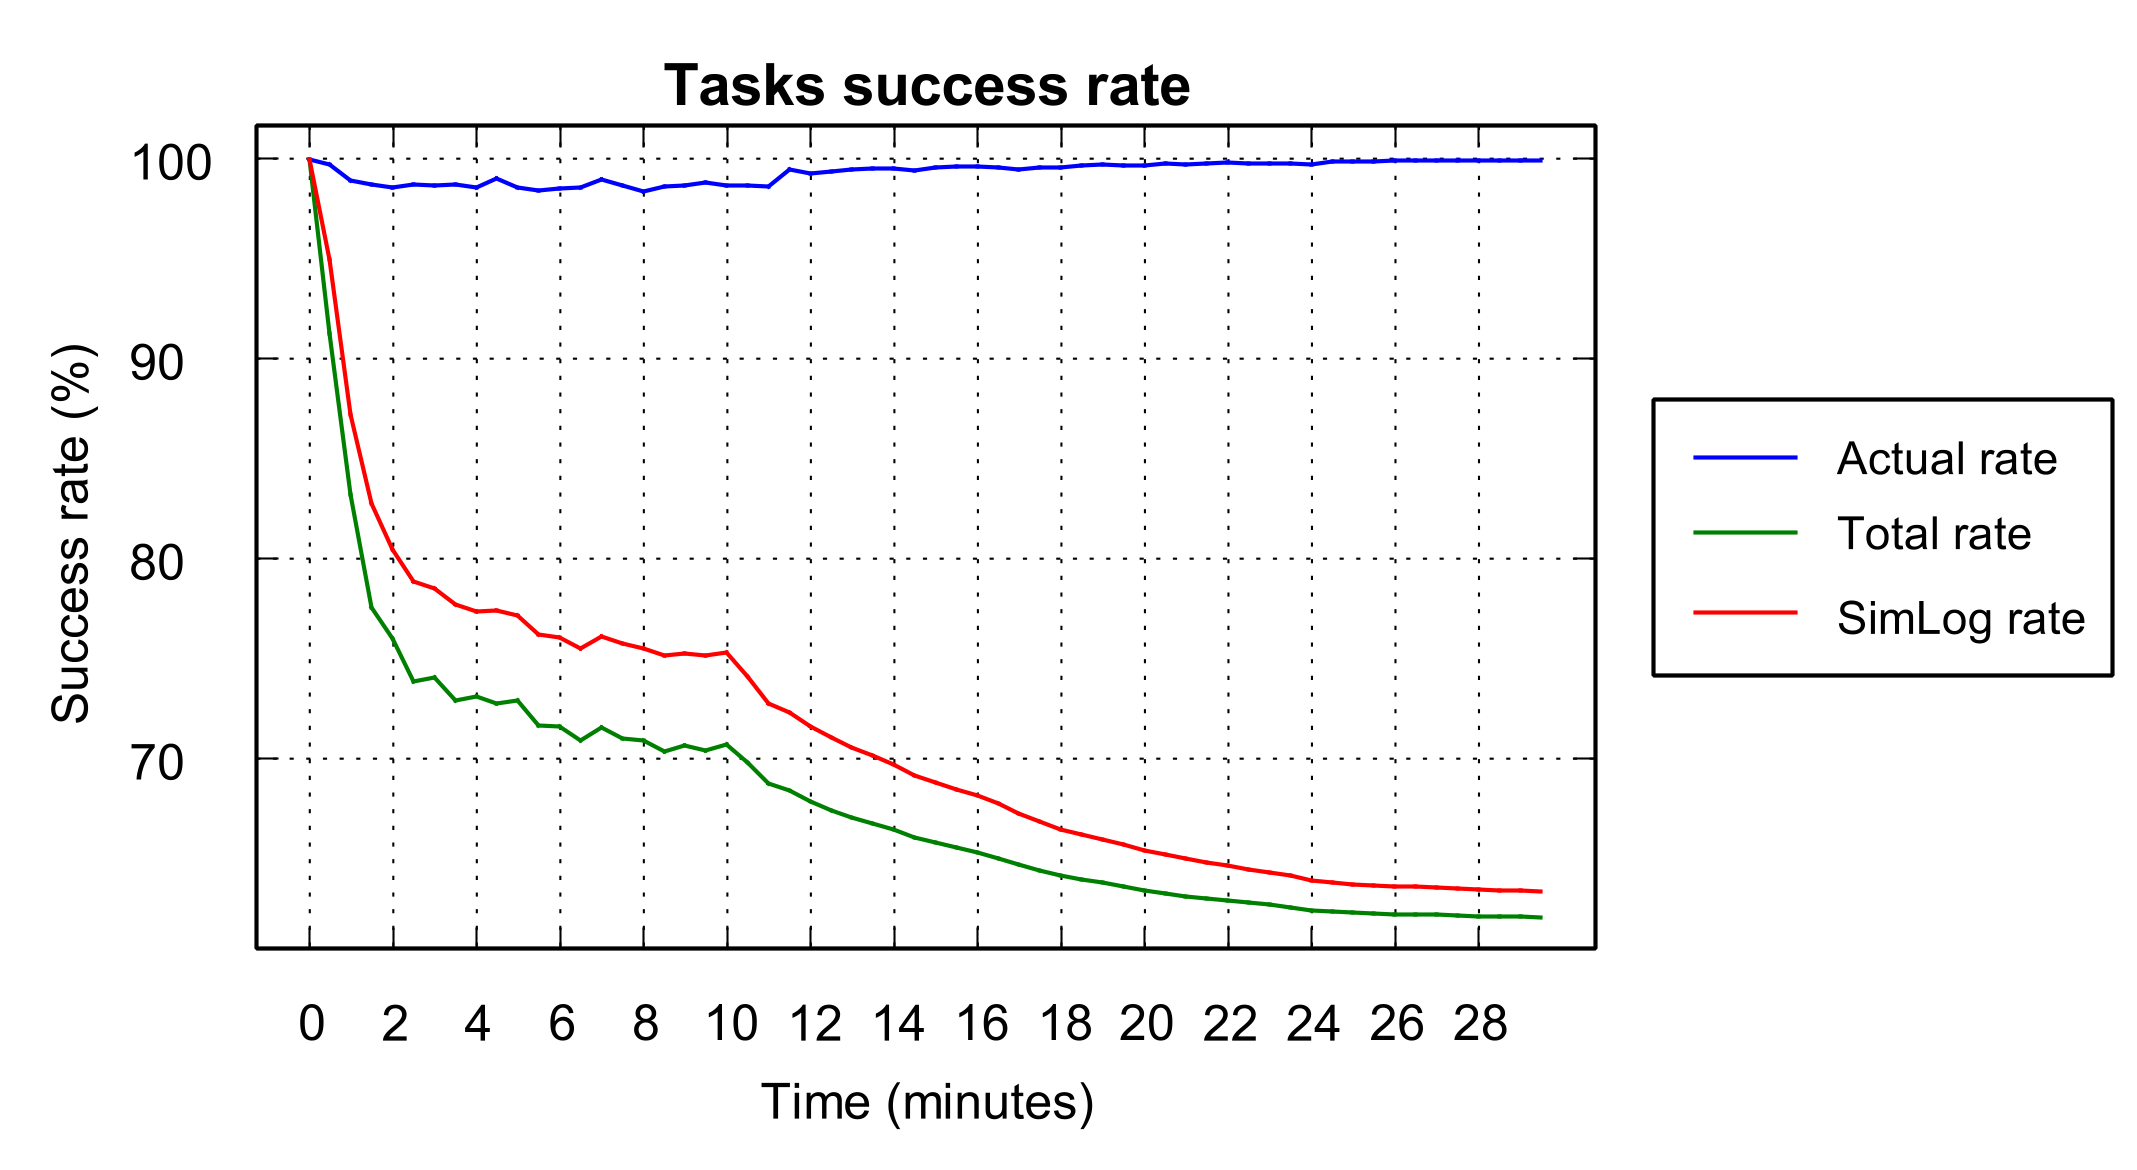 Tasks success rate
100
90
80
70
Success rate (%)
0 2 4 6 8 10 12 14 16 18 20 22 24 26 28
Time (minutes)
Actual rate
Total rate
SimLog rate